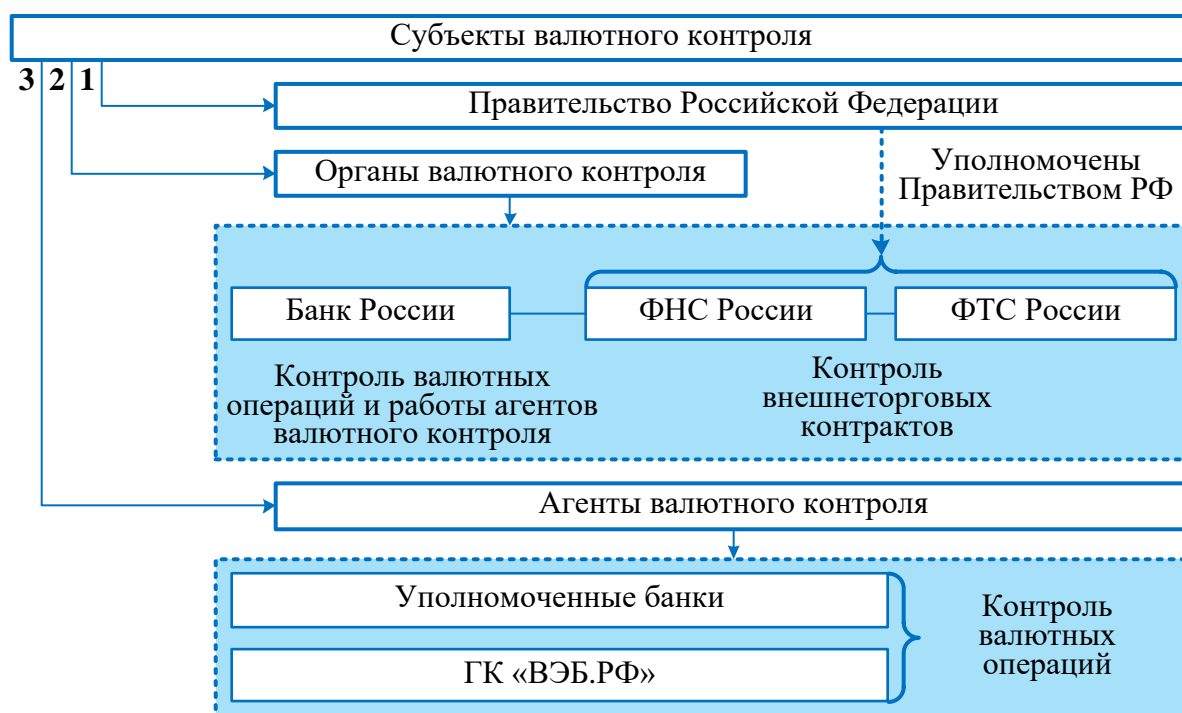 Субъекты валютного контроля
3 2 1
Правительство Российской Федерации
Органы валютного контроля
Уполномочены
Правительством РФ
Банк России
ФНС России
ФТС России
Контроль валютных
операций и работы агентов
валютного контроля
Контроль
внешнеторговых
контрактов
Агенты валютного контроля
Уполномоченные банки
ГК «ВЭБ.РФ»
Контроль
валютных
операций